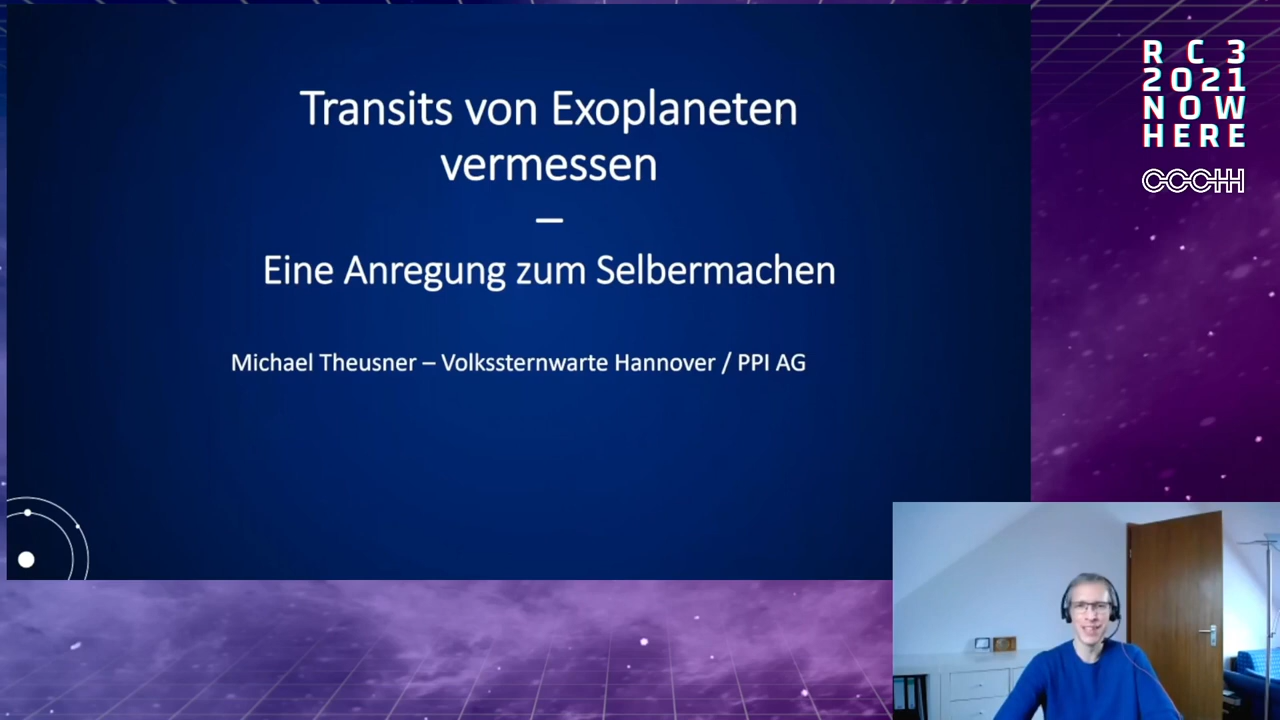 Transits von Exoplaneten
vermessen
–
Eine Anregung zum Selbermachen
Michael Theusner – Volkssternwarte Hannover / PPI AG
R C 3
2021
NOW
HERE
CCCHH